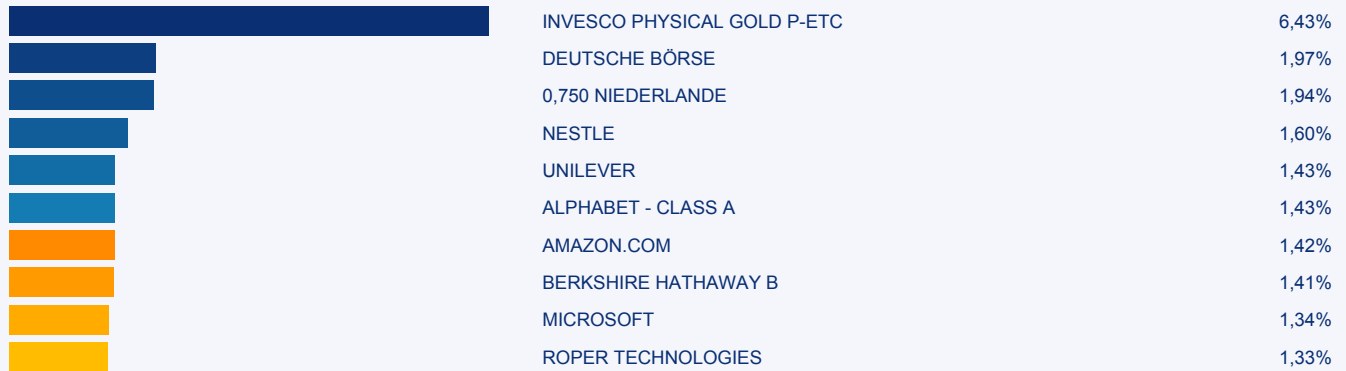 INVESCO PHYSICAL GOLD P-ETC 6,43%
DEUTSCHE BÖRSE 1,97%
0,750 NIEDERLANDE 1,94%
NESTLE 1,60%
UNILEVER 1,43%
ALPHABET - CLASS A 1,43%
AMAZON.COM 1,42%
BERKSHIRE HATHAWAY B 1,41%
MICROSOFT 1,34%
ROPER TECHNOLOGIES 1,33%